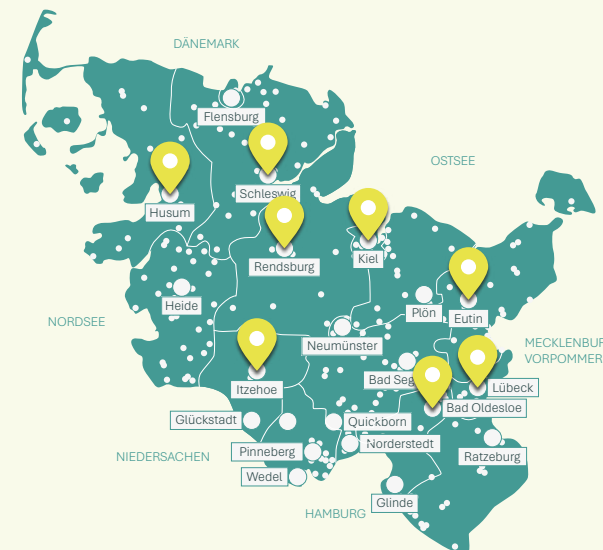 DÄNEMARK
Flensburg
OSTSEE
Schleswig
Husum
Kiel
Rendsburg
Plön
Heide
Eutin
NORDSEE
Neumünster
MECKLENBUR
VORPOMMER
Bad Seg
Lübeck
Itzehoe
Bad Oldesloe
Glückstadt
Quickborn
Norderstedt
Pinneberg
NIEDERSACHEN
Ratzeburg
Wedel
Glinde
HAMBURG